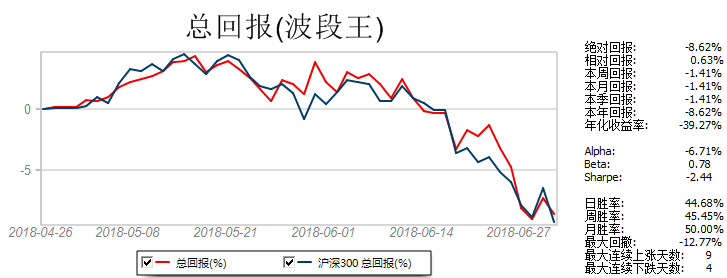 总回报(波段王)
0
-5
2018-04-26 2018-05-08 2018-05-21 2018-06-01 2018-06-14 2018-06-27
总回报(%) 沪深300 总回报(%)
绝对回报: -8.62%
相对回报: 0.63%
本周回报: -1.41%
本月回报: -1.41%
本季回报: -1.41%
本年回报: -8.62%
年化收益率: -39.27%
Alpha: -6.71%
Beta: 0.78
Sharpe: -2.44
日胜率: 44.68%
周胜率: 45.45%
月胜率: 50.00%
最大回撤: -12.77%
最大连续上涨天数: 9
最大连续下跌天数: 4